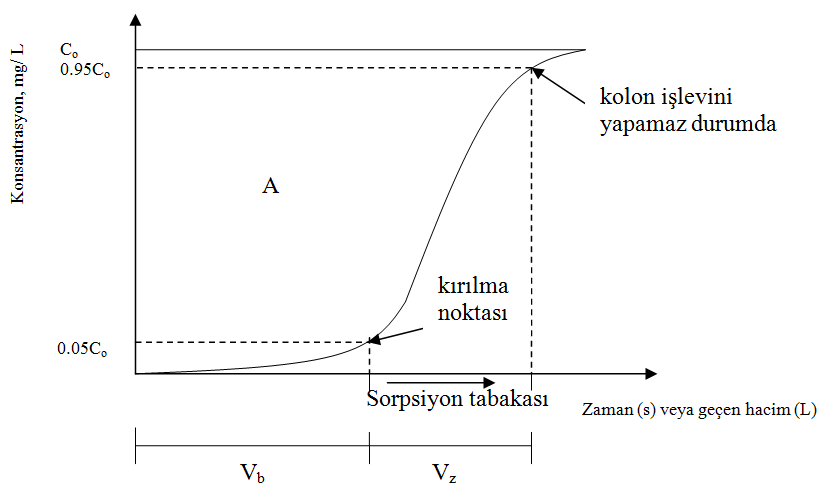 Konsantrasyon, mg/ L
Co
0.95Co
kolon işlevini
yapamaz durumda
A
kırılma
noktası
0.05Co
Sorpsiyon tabakası
Zaman (s) veya geçen hacim (L)
Vb
Vz